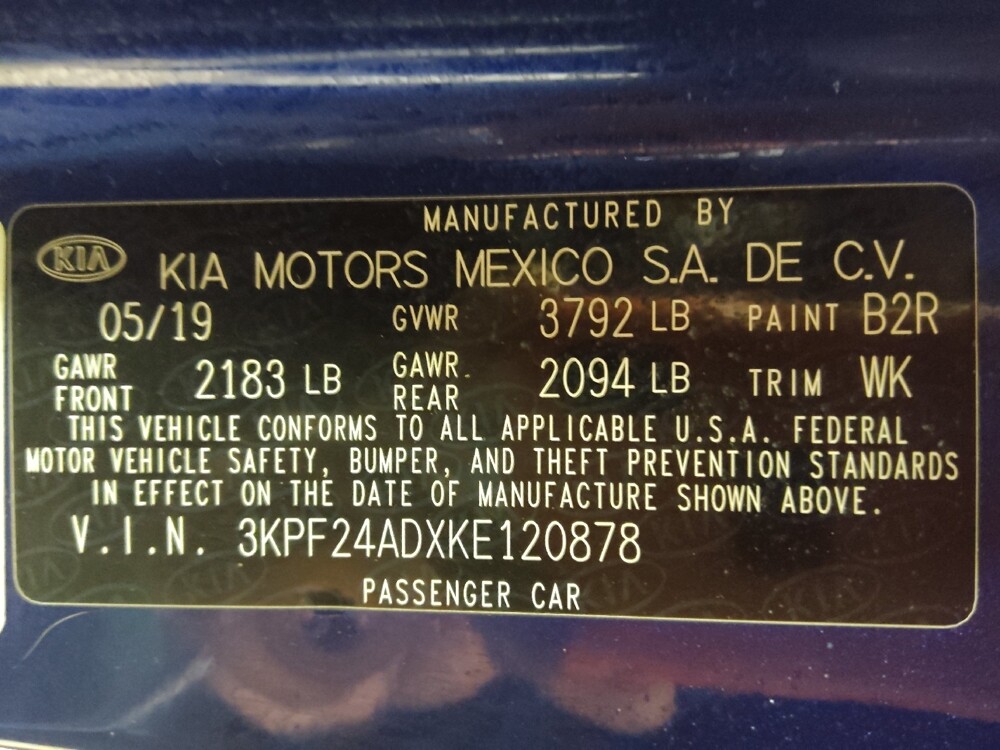 MANUFACTURED BY
KIA KIA MOTORS MEXICO S.A. DE C.V.
05/19 GVWR 3792 LB PAINT B2R
GAWR FRONT 2183 LB GAWR REAR 2094 LB TRIM WK
THIS VEHICLE CONFORMS TO ALL APPLICABLE U.S.A. FEDERAL
MOTOR VEHICLE SAFETY, BUMPER, AND THEFT PREVENTION STANDARDS
IN EFFECT ON THE DATE OF MANUFACTURE SHOWN ABOVE.
V.I.N. 3KPF24ADXKE120878
PASSENGER CAR